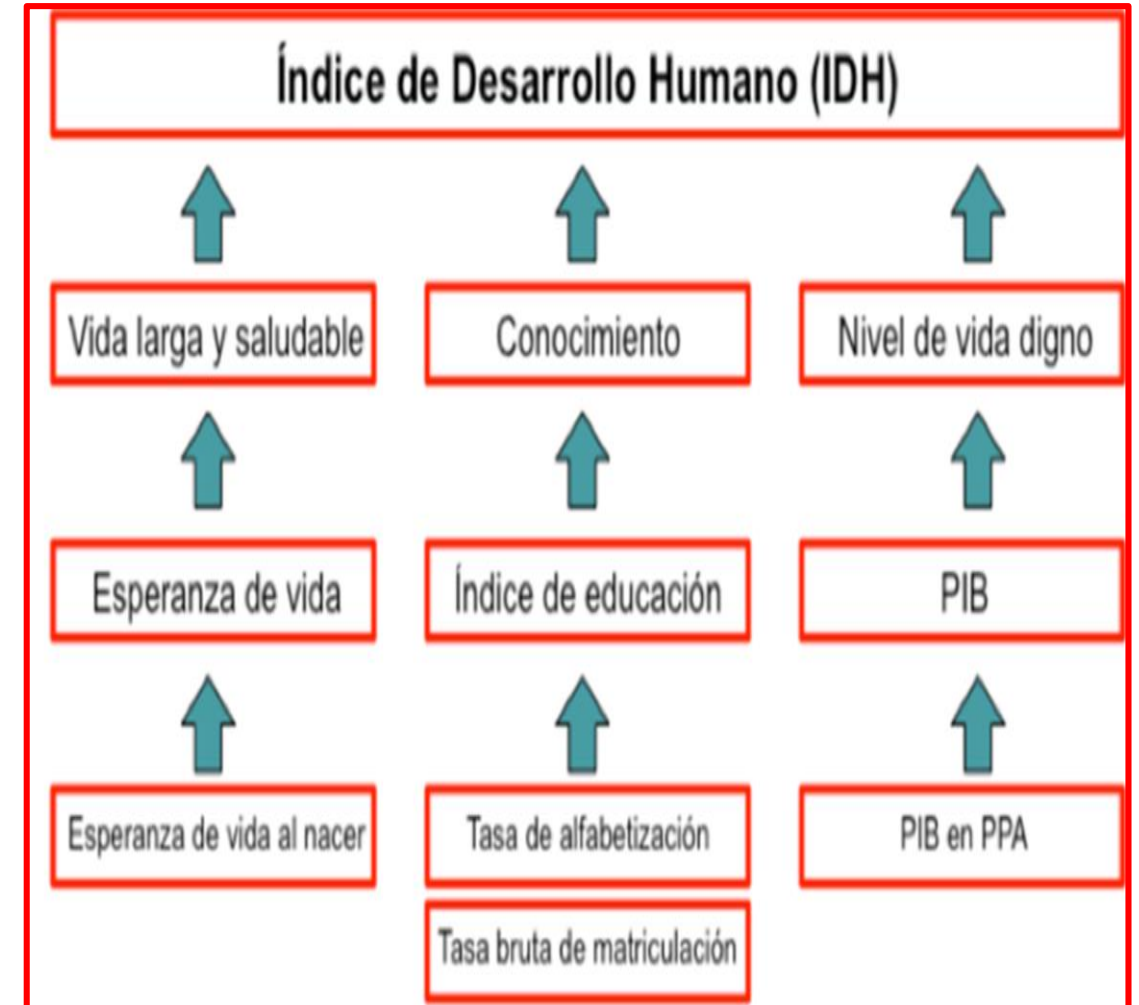 Índice de Desarrollo Humano (IDH)
Vida larga y saludable
Conocimiento
Nivel de vida digno
Esperanza de vida
Índice de educación
PIB
Esperanza de vida al nacer
Tasa de alfabetización
PIB en PPA
Tasa bruta de matriculación